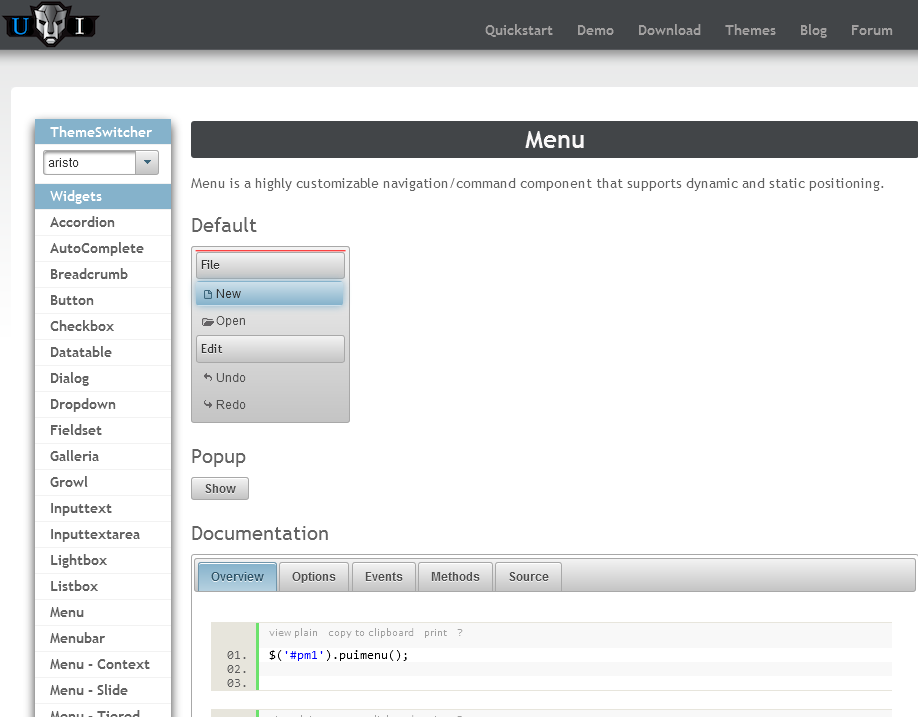 U I
Quickstart Demo Download Themes Blog Forum
ThemeSwitcher
aristo
Widgets
Accordion
AutoComplete
Breadcrumb
Button
Checkbox
Datatable
Dialog
Dropdown
Fieldset
Galleria
Growl
Inputtext
Inputtextarea
Lightbox
Listbox
Menu
Menubar
Menu - Context
Menu - Slide
Menu - Tiered
Menu
Menu is a highly customizable navigation/command component that supports dynamic and static positioning.
Default
File
New
Open
Edit
Undo
Redo
Popup
Show
Documentation
Overview Options Events Methods Source
view plain copy to clipboard print ?
01. $('#pm1').puimenu();
02.
03.